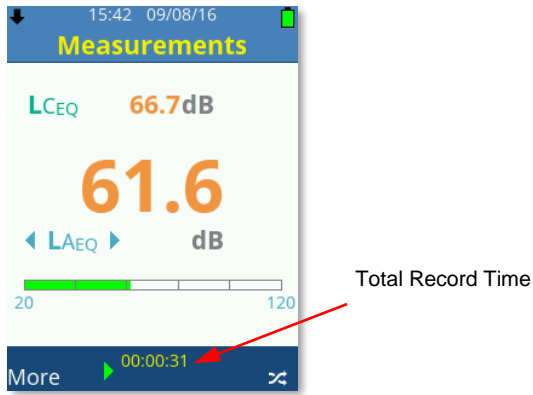 15:42 09/08/16
Measurements
LCEQ 66.7dB
61.6
LAEQ dB
20 120
Total Record Time
00:00:31
More